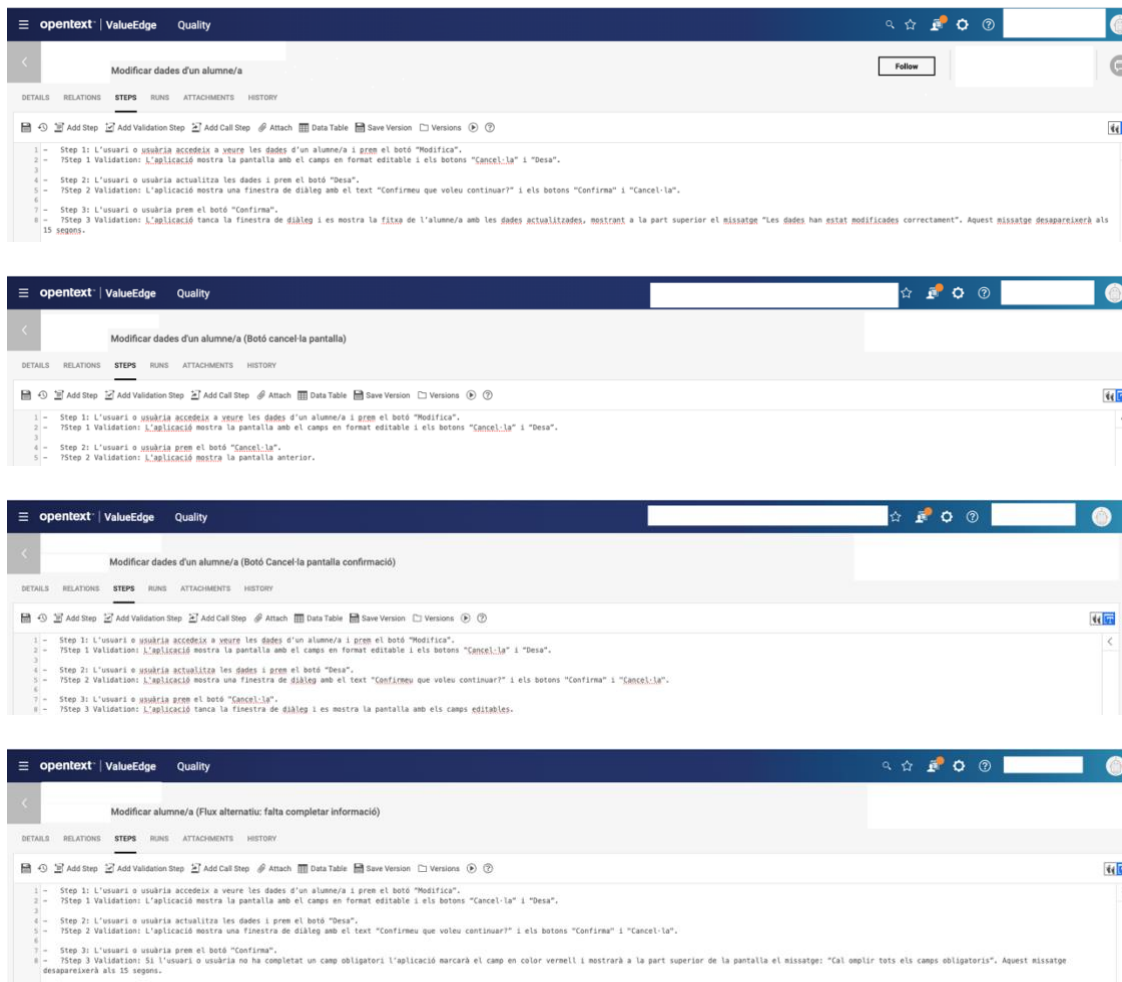 opentext™ | ValueEdge Quality
Modificar dades d'un alumne/a
Follow
DETAILS RELATIONS STEPS RUNS ATTACHMENTS HISTORY
Add Step Add Validation Step Add Call Step Attach Data Table Save Version Versions
1 - Step 1: L'usuari o usuària accedeix a veure les dades d'un alumne/a i prem el botó "Modifica".
2 - ?Step 1 Validation: L'aplicació mostra la pantalla amb el camps en format editable i els botons "Cancel·la" i "Desa".
3
4 - Step 2: L'usuari o usuària actualitza les dades i prem el botó "Desa".
5 - ?Step 2 Validation: L'aplicació mostra una finestra de diàleg amb el text "Confirmeu que voleu continuar?" i els botons "Confirma" i "Cancel·la".
6
7 - Step 3: L'usuari o usuària prem el botó "Confirma".
8 - ?Step 3 Validation: L'aplicació tanca la finestra de diàleg i es mostra la fitxa de l'alumne/a amb les dades actualitzades, mostrant a la part superior el missatge "Les dades han estat modificades correctament". Aquest missatge desapareixerà als
15 segons.
opentext™ | ValueEdge Quality
Modificar dades d'un alumne/a (Botó cancel·la pantalla)
DETAILS RELATIONS STEPS RUNS ATTACHMENTS HISTORY
Add Step Add Validation Step Add Call Step Attach Data Table Save Version Versions
1 - Step 1: L'usuari o usuària accedeix a veure les dades d'un alumne/a i prem el botó "Modifica".
2 - ?Step 1 Validation: L'aplicació mostra la pantalla amb el camps en format editable i els botons "Cancel·la" i "Desa".
3
4 - Step 2: L'usuari o usuària prem el botó "Cancel·la".
5 - ?Step 2 Validation: L'aplicació mostra la pantalla anterior.
opentext™ | ValueEdge Quality
Modificar dades d'un alumne/a (Botó Cancel·la pantalla confirmació)
DETAILS RELATIONS STEPS RUNS ATTACHMENTS HISTORY
Add Step Add Validation Step Add Call Step Attach Data Table Save Version Versions
1 - Step 1: L'usuari o usuària accedeix a veure les dades d'un alumne/a i prem el botó "Modifica".
2 - ?Step 1 Validation: L'aplicació mostra la pantalla amb el camps en format editable i els botons "Cancel·la" i "Desa".
3
4 - Step 2: L'usuari o usuària actualitza les dades i prem el botó "Desa".
5 - ?Step 2 Validation: L'aplicació mostra una finestra de diàleg amb el text "Confirmeu que voleu continuar?" i els botons "Confirma" i "Cancel·la".
6
7 - Step 3: L'usuari o usuària prem el botó "Cancel·la".
8 - ?Step 3 Validation: L'aplicació tanca la finestra de diàleg i es mostra la pantalla amb els camps editables.
opentext™ | ValueEdge Quality
Modificar alumne/a (Flux alternatiu: falta completar informació)
DETAILS RELATIONS STEPS RUNS ATTACHMENTS HISTORY
Add Step Add Validation Step Add Call Step Attach Data Table Save Version Versions
1 - Step 1: L'usuari o usuària accedeix a veure les dades d'un alumne/a i prem el botó "Modifica".
2 - ?Step 1 Validation: L'aplicació mostra la pantalla amb el camps en format editable i els botons "Cancel·la" i "Desa".
3
4 - Step 2: L'usuari o usuària actualitza les dades i prem el botó "Desa".
5 - ?Step 2 Validation: L'aplicació mostra una finestra de diàleg amb el text "Confirmeu que voleu continuar?" i els botons "Confirma" i "Cancel·la".
6
7 - Step 3: L'usuari o usuària prem el botó "Confirma".
8 - ?Step 3 Validation: Si l'usuari o usuària no ha completat un camp obligatori l'aplicació marcarà el camp en color vermell i mostrarà a la part superior de la pantalla el missatge: "Cal omplir tots els camps obligatoris". Aquest missatge
desapareixerà als 15 segons.